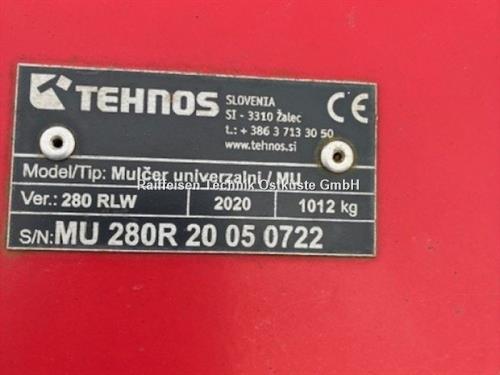 TEHNOS
SLOVENIA
SI - 3310 Žalec
t.: + 386 3 713 30 50
www.tehnos.si
CE
Model/Tip: Mulčer univerzalni / MU
Raiffeisen Technik Ostküste GmbH
Ver.: 280 RLW 2020 1012 kg
S/N: MU 280R 20 05 0722